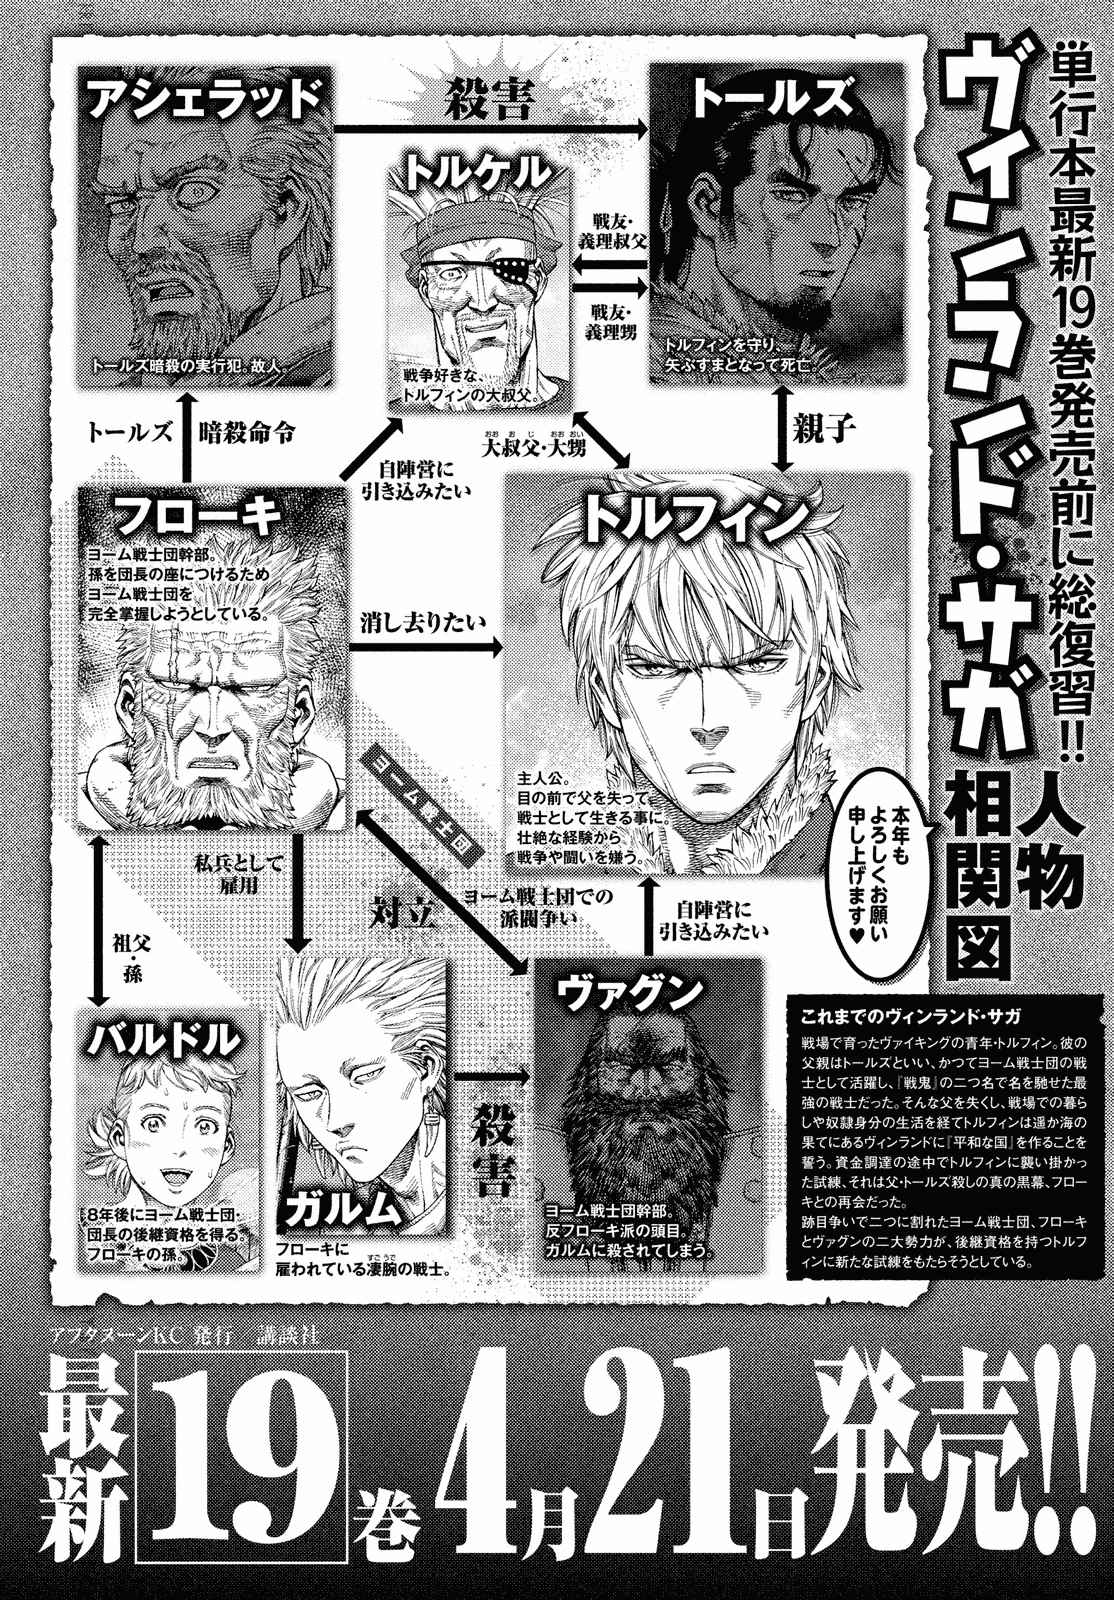 単行本最新19巻発売前に総復習!!
ヴィンランド・サガ
人物
相関図
アシェラッド
トールズ暗殺の実行犯。故人。
殺害
トールズ
トルフィンを守り、
矢ぶすまとなって死亡。
トルケル
戦争好きな、
トルフィンの大叔父。
戦友・
義理叔父
戦友・
義理甥
トールズ
暗殺命令
自陣営に
引き込みたい
大叔父・大甥
おお お じ おお おい
親子
フローキ
ヨーム戦士団幹部。
孫を団長の座につけるため
ヨーム戦士団を
完全掌握しようとしている。
消し去りたい
トルフィン
主人公。
目の前で父を失って
戦士として生きる事に。
壮絶な経験から
戦争や闘いを嫌う。
本年も
よろしくお願い
申し上げます♥
ヨーム戦士団
私兵として
雇用
対立
ヨーム戦士団での
派閥争い
自陣営に
引き込みたい
祖父
・
孫
バルドル
8年後にヨーム戦士団・
団長の後継資格を得る。
フローキの孫。
ガルム
フローキに
雇われている凄腕の戦士。
すご うで
殺害
ヴァグン
ヨーム戦士団幹部。
反フローキ派の頭目。
ガルムに殺されてしまう。
これまでのヴィンランド・サガ
戦場で育ったヴァイキングの青年・トルフィン。彼の
父親はトールズといい、かつてヨーム戦士団の戦
士として活躍し、『戦鬼』の二つ名で名を馳せた最
強の戦士だった。そんな父を失くし、戦場での暮ら
しや奴隷身分の生活を経てトルフィンは遥か海の
果てにあるヴィンランドに『平和な国』を作ることを
誓う。資金調達の途中でトルフィンに襲い掛かっ
た試練、それは父・トールズ殺しの真の黒幕、フロー
キとの再会だった。
跡目争いで二つに割れたヨーム戦士団、フローキ
とヴァグンの二大勢力が、後継資格を持つトルフ
ィンに新たな試練をもたらそうとしている。
アフタヌーンKC 発行/講談社
最新19巻 4月21日発売!!